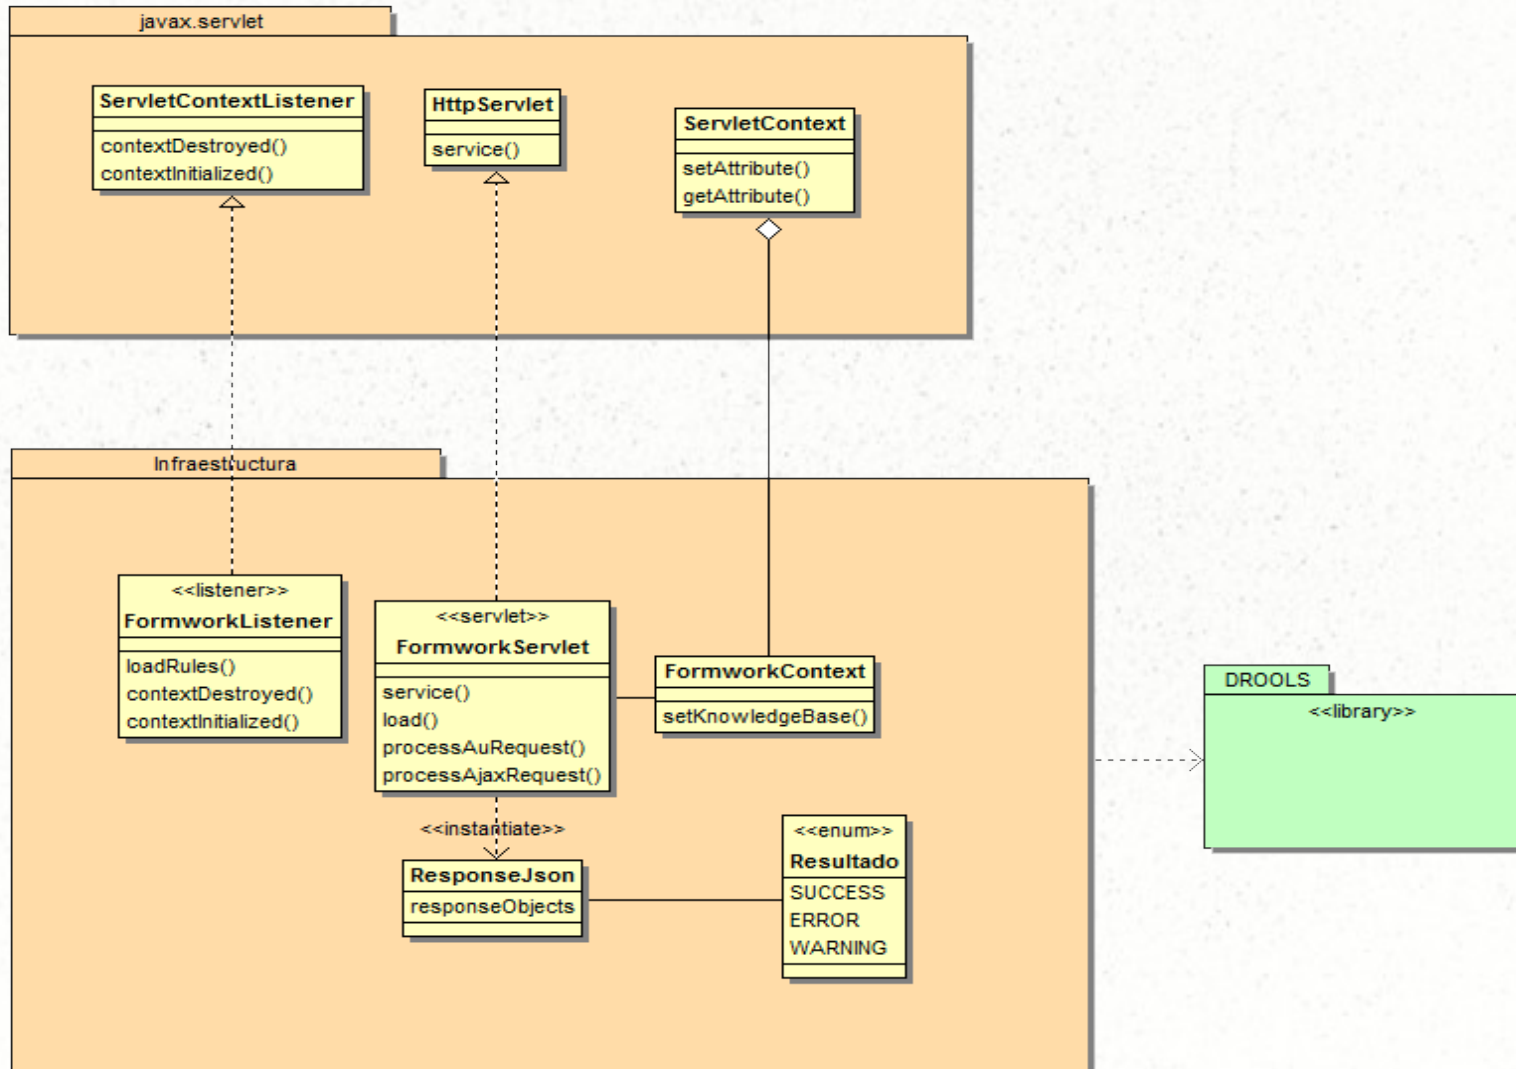 javax.servlet
ServletContextListener
contextDestroyed()
contextInitialized()
HttpServlet
service()
ServletContext
setAttribute()
getAttribute()
Infraestructura
<<listener>>
FormworkListener
loadRules()
contextDestroyed()
contextInitialized()
<<servlet>>
FormworkServlet
service()
load()
processAuRequest()
processAjaxRequest()
FormworkContext
setKnowledgeBase()
<<instantiate>>
ResponseJson
responseObjects
<<enum>>
Resultado
SUCCESS
ERROR
WARNING
DROOLS
<<library>>